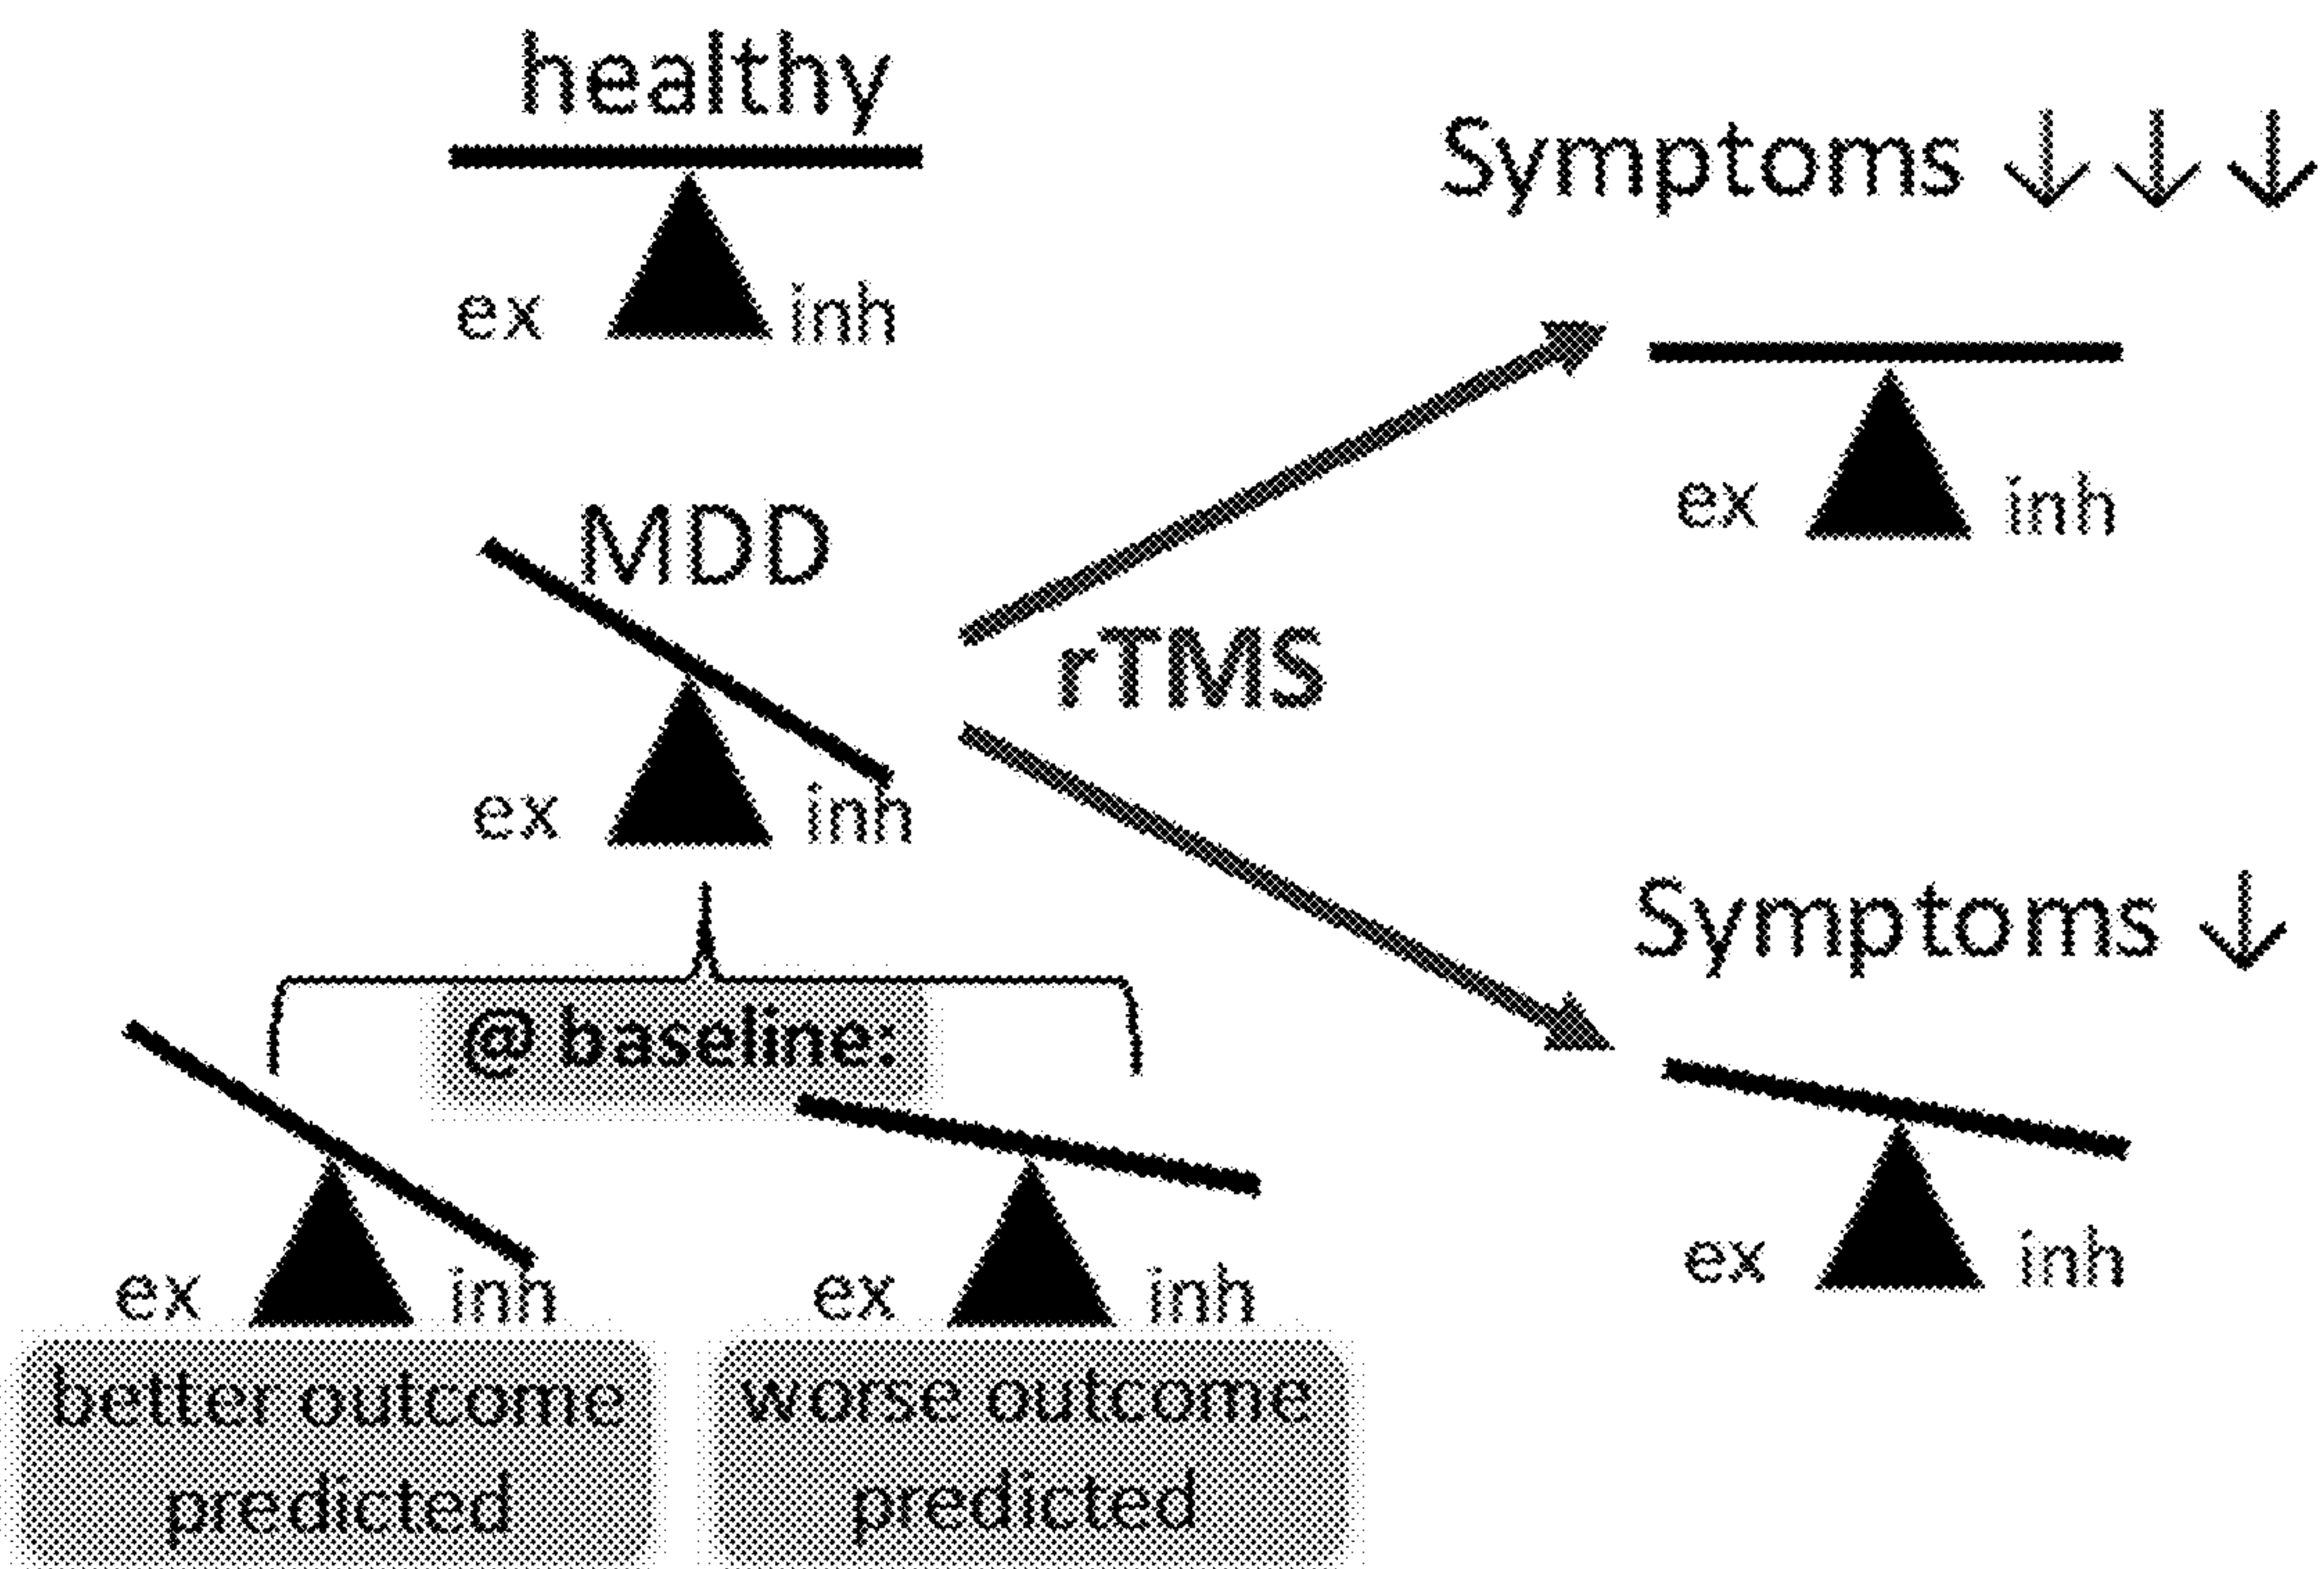 healthy
ex inh
Symptoms ↓ ↓ ↓
ex inh
MDD
ex inh
rTMS
Symptoms ↓
ex inh
@ baseline:
ex inh
ex inh
better outcome
predicted
worse outcome
predicted